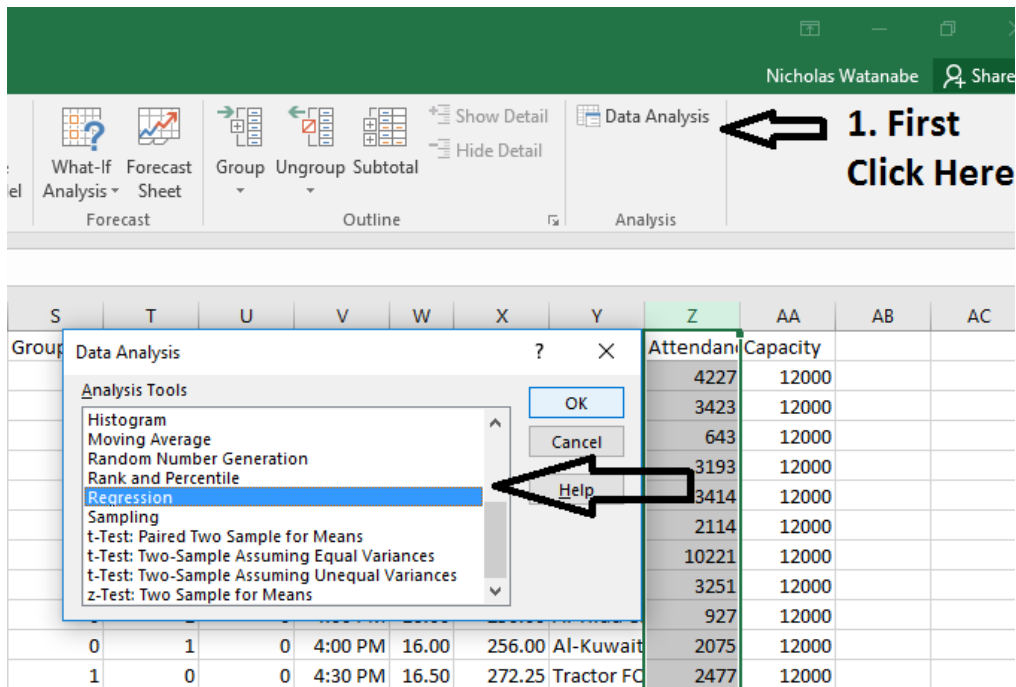 Nicholas Watanabe Share
Show Detail Data Analysis 1. First
Hide Detail Click Here
What-If Forecast Group Ungroup Subtotal
el Analysis Sheet
Forecast Outline Analysis
S T U V W X Y Z AA AB AC
Group Data Analysis ? Attendan Capacity
Analysis Tools
4227 12000
OK
Histogram
3423 12000
Moving Average
Cancel 643 12000
Random Number Generation
3193 12000
Rank and Percentile
Help
Regression
3414 12000
Sampling
2114 12000
t-Test: Paired Two Sample for Means
t-Test: Two-Sample Assuming Equal Variances
10221 12000
t-Test: Two-Sample Assuming Unequal Variances
3251 12000
z-Test: Two Sample for Means
927 12000
0 1 0 4:00 PM 16.00 256.00 Al-Kuwait 2075 12000
1 0 0 4:30 PM 16.50 272.25 Tractor FC 2477 12000